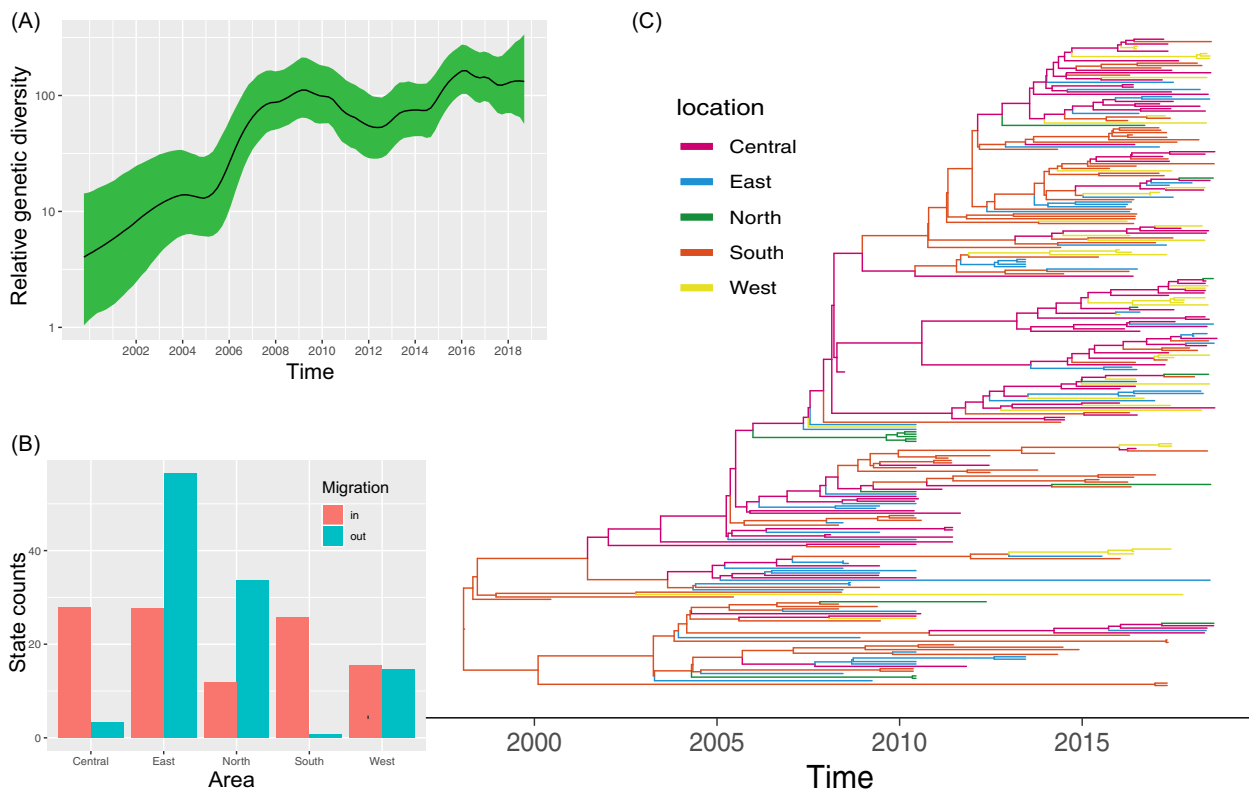 (A)
Relative genetic diversity
100
10
1
2002 2004 2006 2008 2010 2012 2014 2016 2018
Time
(B)
State counts
40
20
0
Migration
in
out
Central East North South West
Area
(C)
location
Central
East
North
South
West
2000 2005 2010 2015
Time